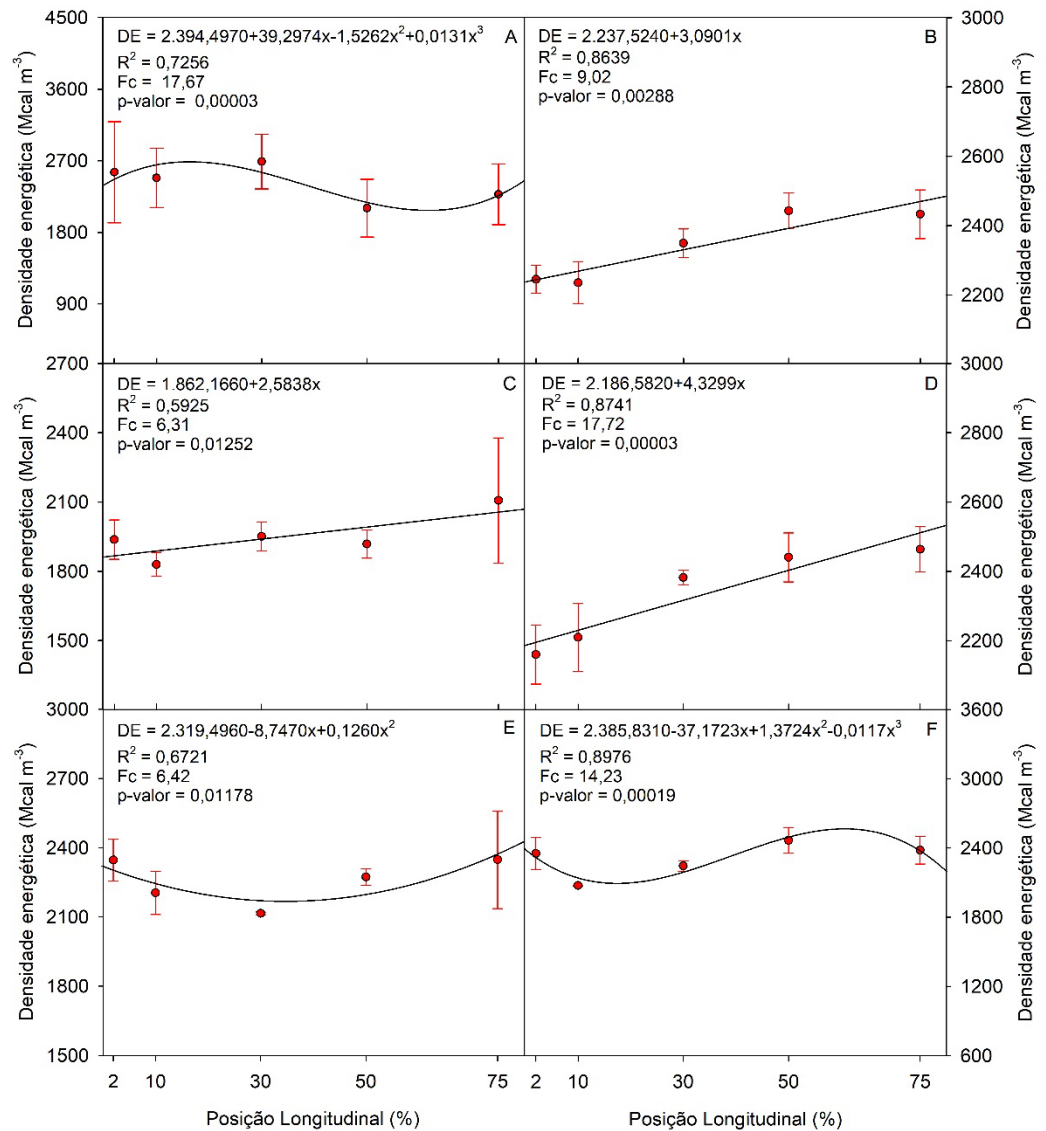 4500
3600
2700
1800
900
2700
2400
2100
1800
1500
3000
2700
2400
2100
1800
1500
Densidade energética (Mcal m⁻³)
Densidade energética (Mcal m⁻³)
Densidade energética (Mcal m⁻³)
DE = 2.394,4970+39,2974x-1,5262x²+0,0131x³
A
R² = 0,7256
Fc = 17,67
p-valor = 0,00003
DE = 2.237,5240+3,0901x
B
R² = 0,8639
Fc = 9,02
p-valor = 0,00288
DE = 1.862,1660+2,5838x
C
R² = 0,5925
Fc = 6,31
p-valor = 0,01252
DE = 2.186,5820+4,3299x
D
R² = 0,8741
Fc = 17,72
p-valor = 0,00003
DE = 2.319,4960-8,7470x+0,1260x²
E
R² = 0,6721
Fc = 6,42
p-valor = 0,01178
DE = 2.385,8310-37,1723x+1,3724x²-0,0117x³
F
R² = 0,8976
Fc = 14,23
p-valor = 0,00019
3000
2800
2600
2400
2200
3000
2800
2600
2400
2200
3600
3000
2400
1800
1200
600
Densidade energética (Mcal m⁻³)
Densidade energética (Mcal m⁻³)
Densidade energética (Mcal m⁻³)
2 10 30 50 75
2 10 30 50 75
Posição Longitudinal (%)
Posição Longitudinal (%)